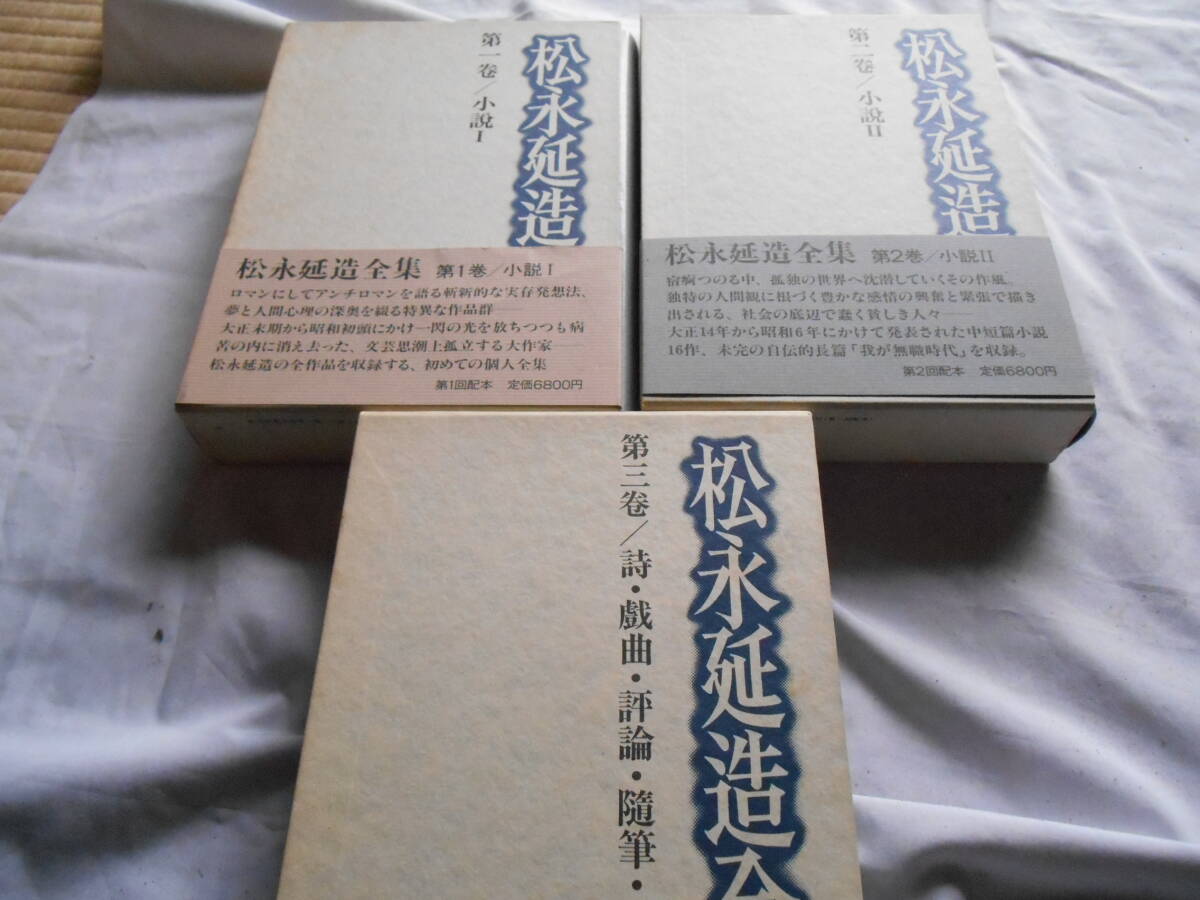 松永延造
第一巻/小說I
松永延造全集 第1巻/小説I
ロマンにしてアンチロマンを語る斬新的な実存発想法、
夢と人間心理の深奥を綴る特異な作品群──
大正末期から昭和初頭にかけ一閃の光を放ちつつも病
苦の内に消え去った、文芸思潮上孤立する大作家──
松永延造の全作品を収録する、初めての個人全集
第1回配本 定価6800円
松永延造
第二巻/小說II
松永延造全集 第2巻/小説II
宿痾つのる中、孤独の世界へ沈潜していくその作風。
独特の人間観に根づく豊かな感情の興奮と緊張で描き
出される、社会の底辺で蠢く貧しき人々──
大正14年から昭和6年にかけて発表された中短篇小説
16作、未完の自伝的長篇「我が無職時代」を収録。
第2回配本 定価6800円
松永延造全
第三巻/詩・戲曲・評論・隨筆・